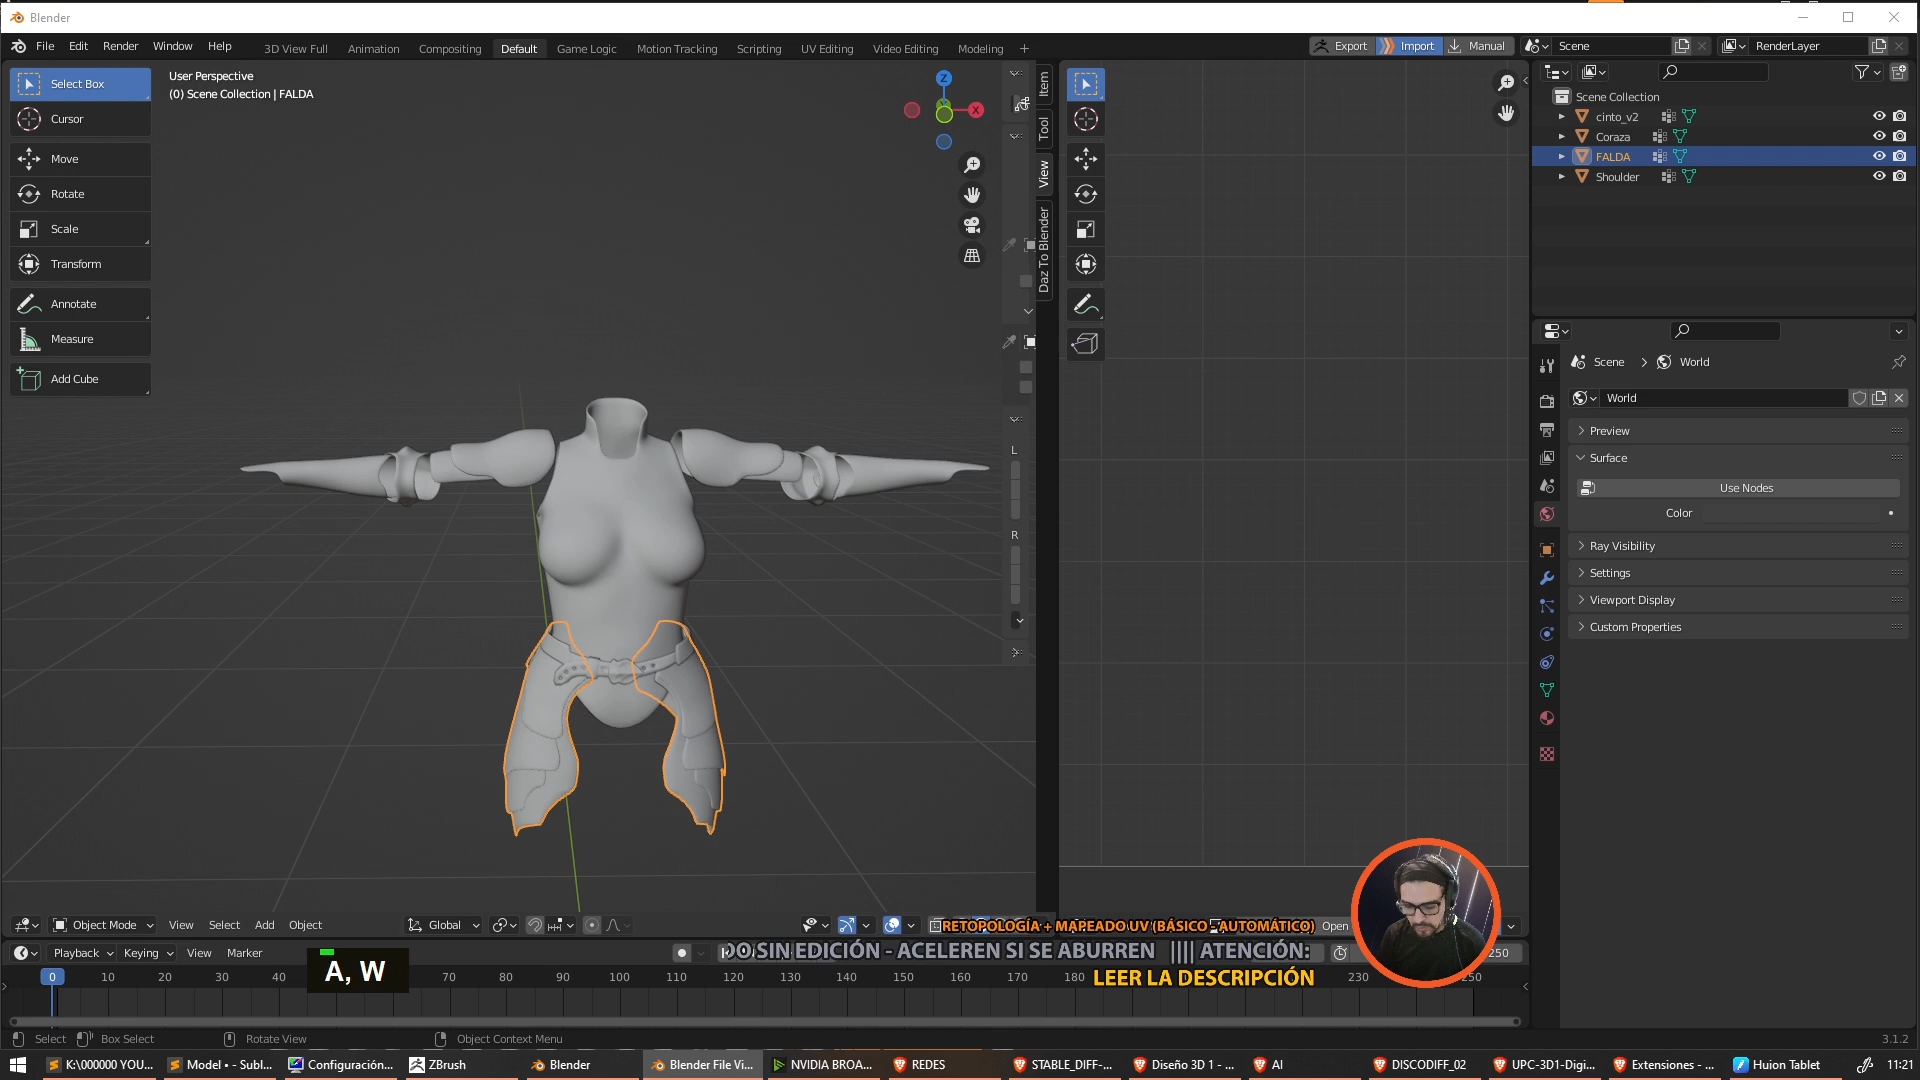 Blender
File Edit Render Window Help
3D View Full Animation Compositing Default Game Logic Motion Tracking Scripting UV Editing Video Editing Modeling
Export Import Manual
Scene
RenderLayer
Select Box
Cursor
Move
Rotate
Scale
Transform
Annotate
Measure
Add Cube
User Perspective
(0) Scene Collection | FALDA
Z
X
Item
Tool
View
Daz To Blender
L
R
Scene Collection
cinto_v2
Coraza
FALDA
Shoulder
Scene > World
World
Preview
Surface
Use Nodes
Color
Ray Visibility
Settings
Viewport Display
Custom Properties
Object Mode View Select Add Object
Global
Open
RETOPOLOGÍA + MAPEADO UV (BÁSICO - AUTOMÁTICO)
DO SIN EDICIÓN - ACELEREN SI SE ABURREN |||| ATENCIÓN:
LEER LA DESCRIPCIÓN
Playback Keying View Marker
250
A, W
0 10 20 30 40 70 80 90 100 110 120 130 140 150 160 170 180 230 250
Select Box Select Rotate View Object Context Menu
3.1.2
K:\000000 YOU...
Model • - Subl...
Configuración...
ZBrush
Blender
Blender File Vi...
NVIDIA BROA...
REDES
STABLE_DIFF-...
Diseño 3D 1 - ...
AI
DISCODIFF_02
UPC-3D1-Digi...
Extensiones - ...
Huion Tablet
11:21